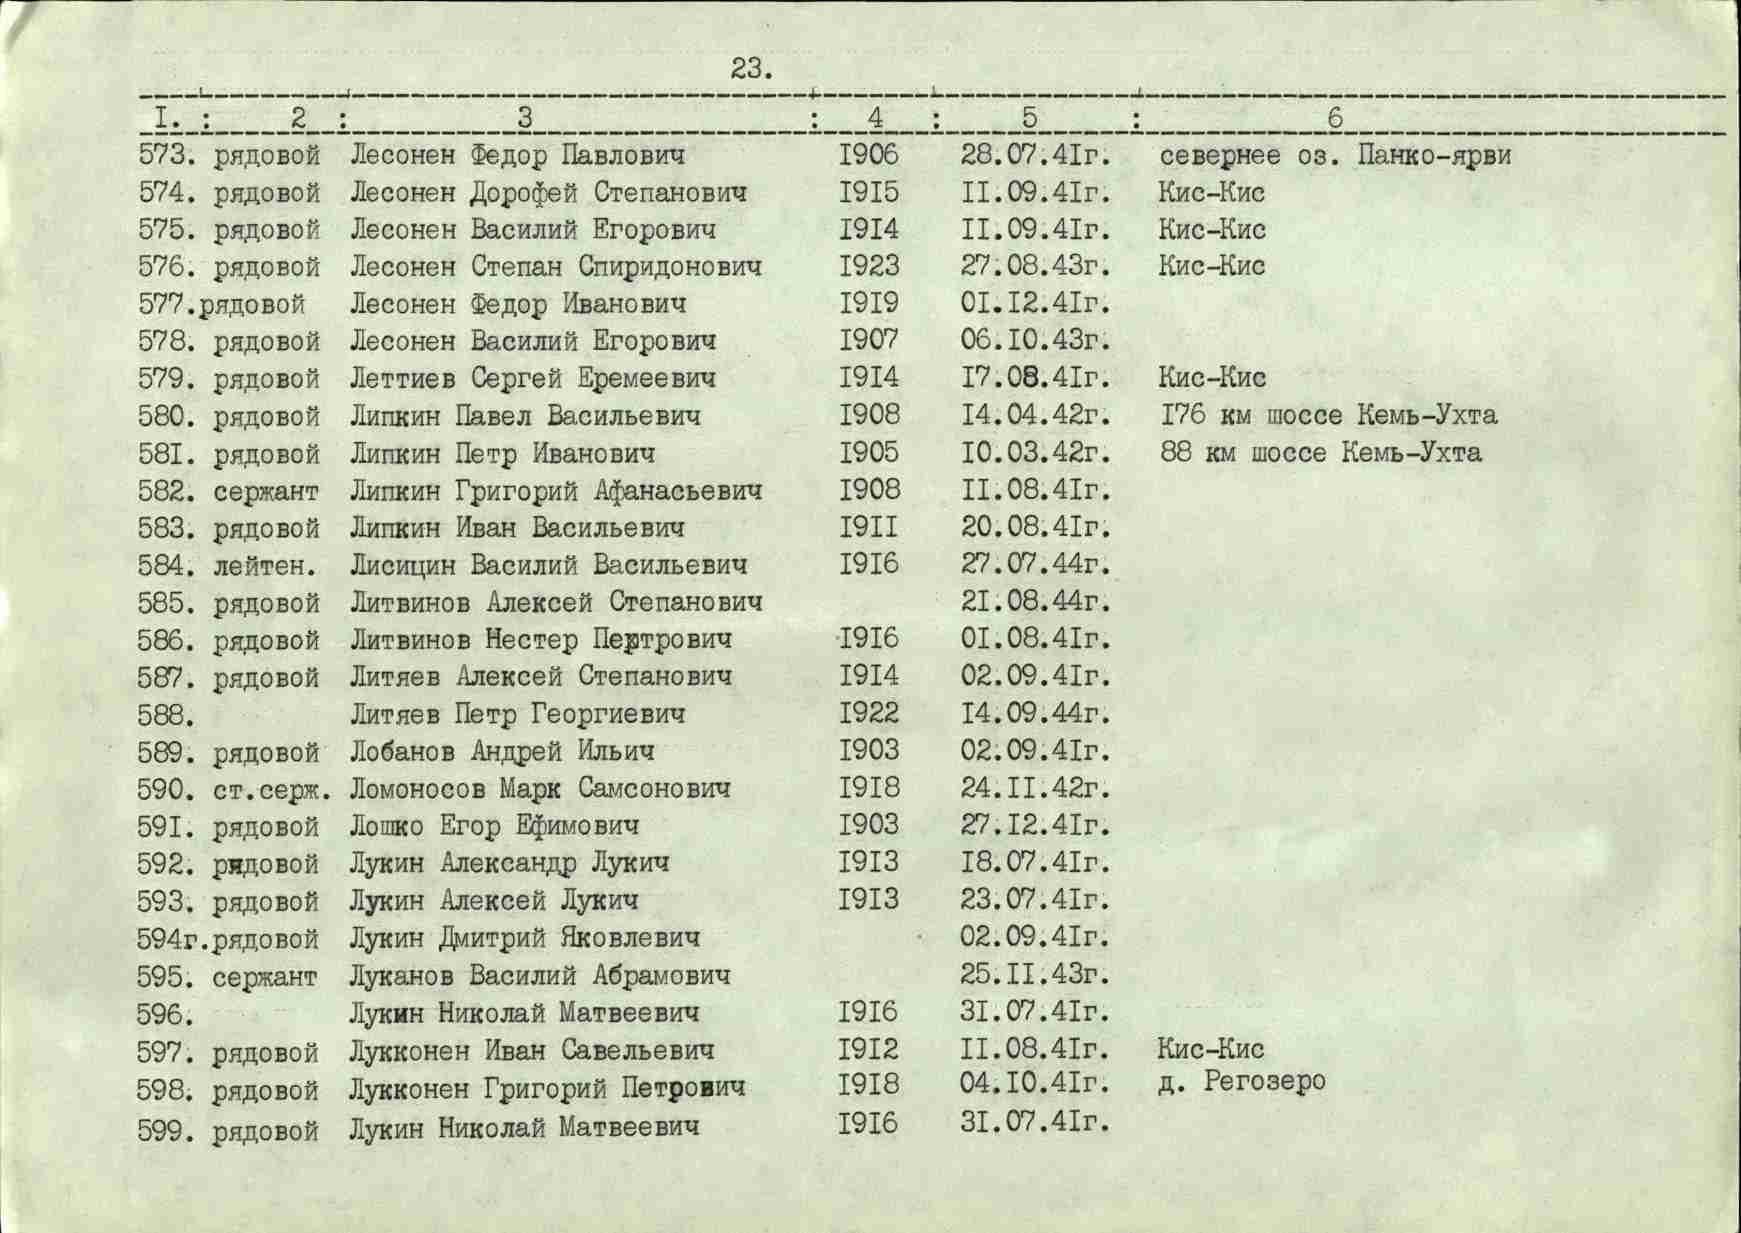 23.
I. : 2 : 3 : 4 : 5 : 6
573. рядовой Лесонен Федор Павлович I906 28.07.4Iг. севернее оз. Панко-ярви
574. рядовой Лесонен Дорофей Степанович I9I5 II.09.4Iг. Кис-Кис
575. рядовой Лесонен Василий Егорович I9I4 II.09.4Iг. Кис-Кис
576. рядовой Лесонен Степан Спиридонович I923 27.08.43г. Кис-Кис
577.рядовой Лесонен Федор Иванович I9I9 0I.I2.4Iг.
578. рядовой Лесонен Василий Егорович I907 06.I0.43г.
579. рядовой Леттиев Сергей Еремеевич I9I4 I7.08.4Iг. Кис-Кис
580. рядовой Липкин Павел Васильевич I908 I4.04.42г. I76 км шоссе Кемь-Ухта
58I. рядовой Липкин Петр Иванович I905 I0.03.42г. 88 км шоссе Кемь-Ухта
582. сержант Липкин Григорий Афанасьевич I908 II.08.4Iг.
583. рядовой Липкин Иван Васильевич I9II 20.08.4Iг.
584. лейтен. Лисицин Василий Васильевич I9I6 27.07.44г.
585. рядовой Литвинов Алексей Степанович 2I.08.44г.
586. рядовой Литвинов Нестер Пертрович I9I6 0I.08.4Iг.
587. рядовой Литяев Алексей Степанович I9I4 02.09.4Iг.
588. Литяев Петр Георгиевич I922 I4.09.44г.
589. рядовой Лобанов Андрей Ильич I903 02.09.4Iг.
590. ст.серж. Ломоносов Марк Самсонович I9I8 24.II.42г.
59I. рядовой Лошко Егор Ефимович I903 27.I2.4Iг.
592. рядовой Лукин Александр Лукич I9I3 I8.07.4Iг.
593. рядовой Лукин Алексей Лукич I9I3 23.07.4Iг.
594г.рядовой Лукин Дмитрий Яковлевич 02.09.4Iг.
595. сержант Луканов Василий Абрамович 25.II.43г.
596. Лукин Николай Матвеевич I9I6 3I.07.4Iг.
597. рядовой Лукконен Иван Савельевич I9I2 II.08.4Iг. Кис-Кис
598. рядовой Лукконен Григорий Петрович I9I8 04.I0.4Iг. д. Регозеро
599. рядовой Лукин Николай Матвеевич I9I6 3I.07.4Iг.